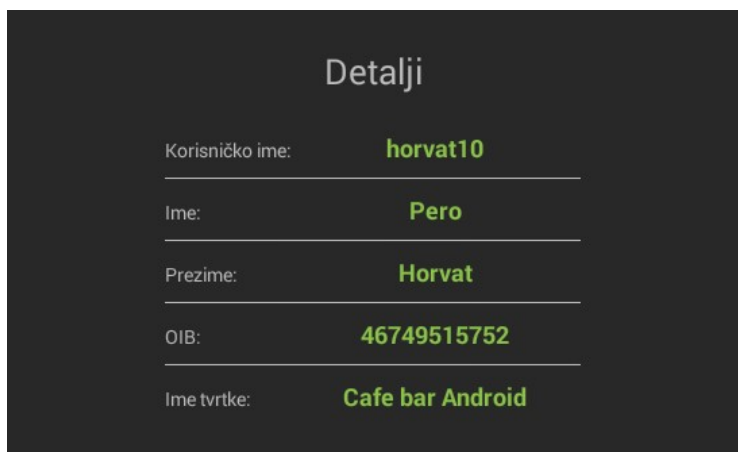 Detalji
Korisničko ime: horvat10
Ime: Pero
Prezime: Horvat
OIB: 46749515752
Ime tvrtke: Cafe bar Android